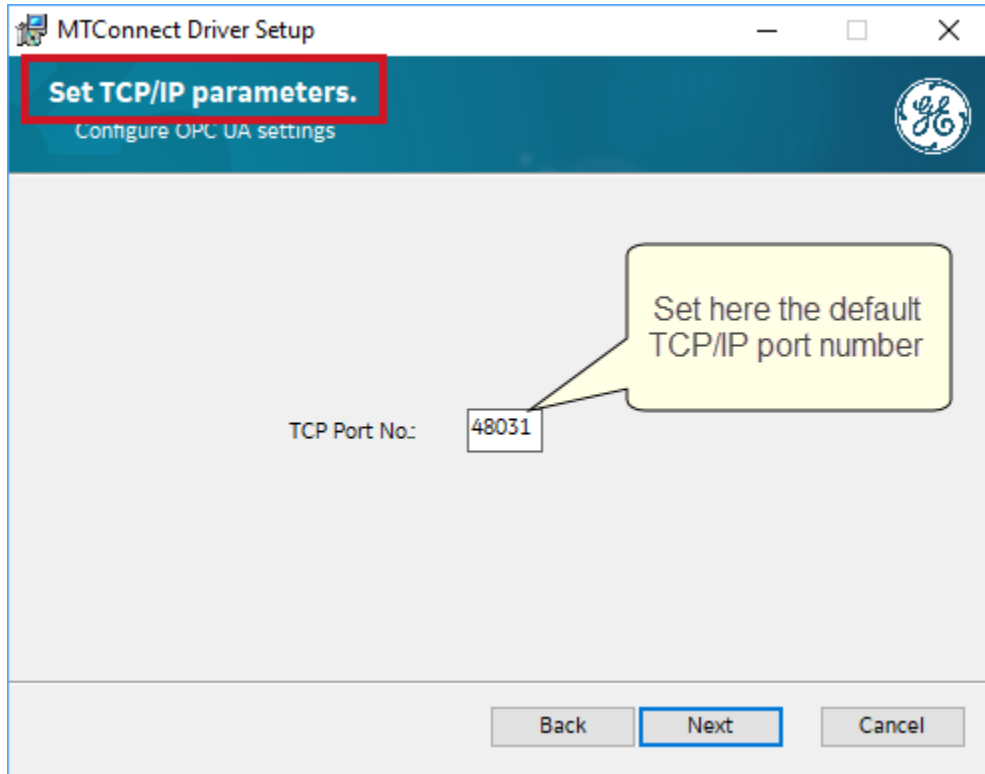 MTConnect Driver Setup
Set TCP/IP parameters.
Configure OPC UA settings
GE
Set here the default
TCP/IP port number
TCP Port No.: 48031
Back Next Cancel